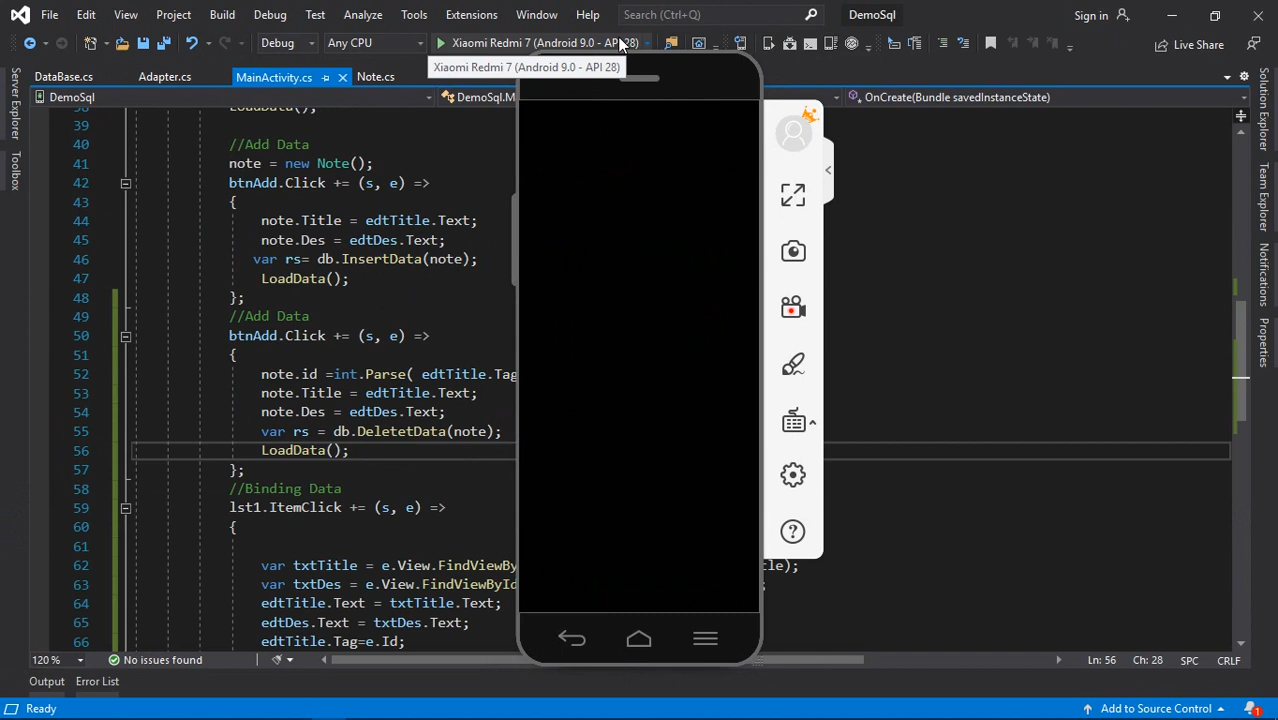 File Edit View Project Build Debug Test Analyze Tools Extensions Window Help Search (Ctrl+Q) DemoSql Sign in
Debug Any CPU Xiaomi Redmi 7 (Android 9.0 - API 28) Live Share
Xiaomi Redmi 7 (Android 9.0 - API 28)
DataBase.cs Adapter.cs MainActivity.cs Note.cs
DemoSql DemoSql.M OnCreate(Bundle savedInstanceState)
Server Explorer
Toolbox
Solution Explorer
Team Explorer
Notifications
Properties
LoadData();
39
40 //Add Data
41 note = new Note();
42 btnAdd.Click += (s, e) =>
43 {
44 note.Title = edtTitle.Text;
45 note.Des = edtDes.Text;
46 var rs= db.InsertData(note);
47 LoadData();
48 };
49 //Add Data
50 btnAdd.Click += (s, e) =>
51 {
52 note.id =int.Parse( edtTitle.Tag
53 note.Title = edtTitle.Text;
54 note.Des = edtDes.Text;
55 var rs = db.DeletetData(note);
56 LoadData();
57 };
58 //Binding Data
59 lst1.ItemClick += (s, e) =>
60 {
61
62 var txtTitle = e.View.FindViewBy tle);
63 var txtDes = e.View.FindViewById
64 edtTitle.Text = txtTitle.Text;
65 edtDes.Text = txtDes.Text;
66 edtTitle.Tag=e.Id;
120 % No issues found Ln: 56 Ch: 28 SPC CRLF
Output Error List
Ready Add to Source Control 1